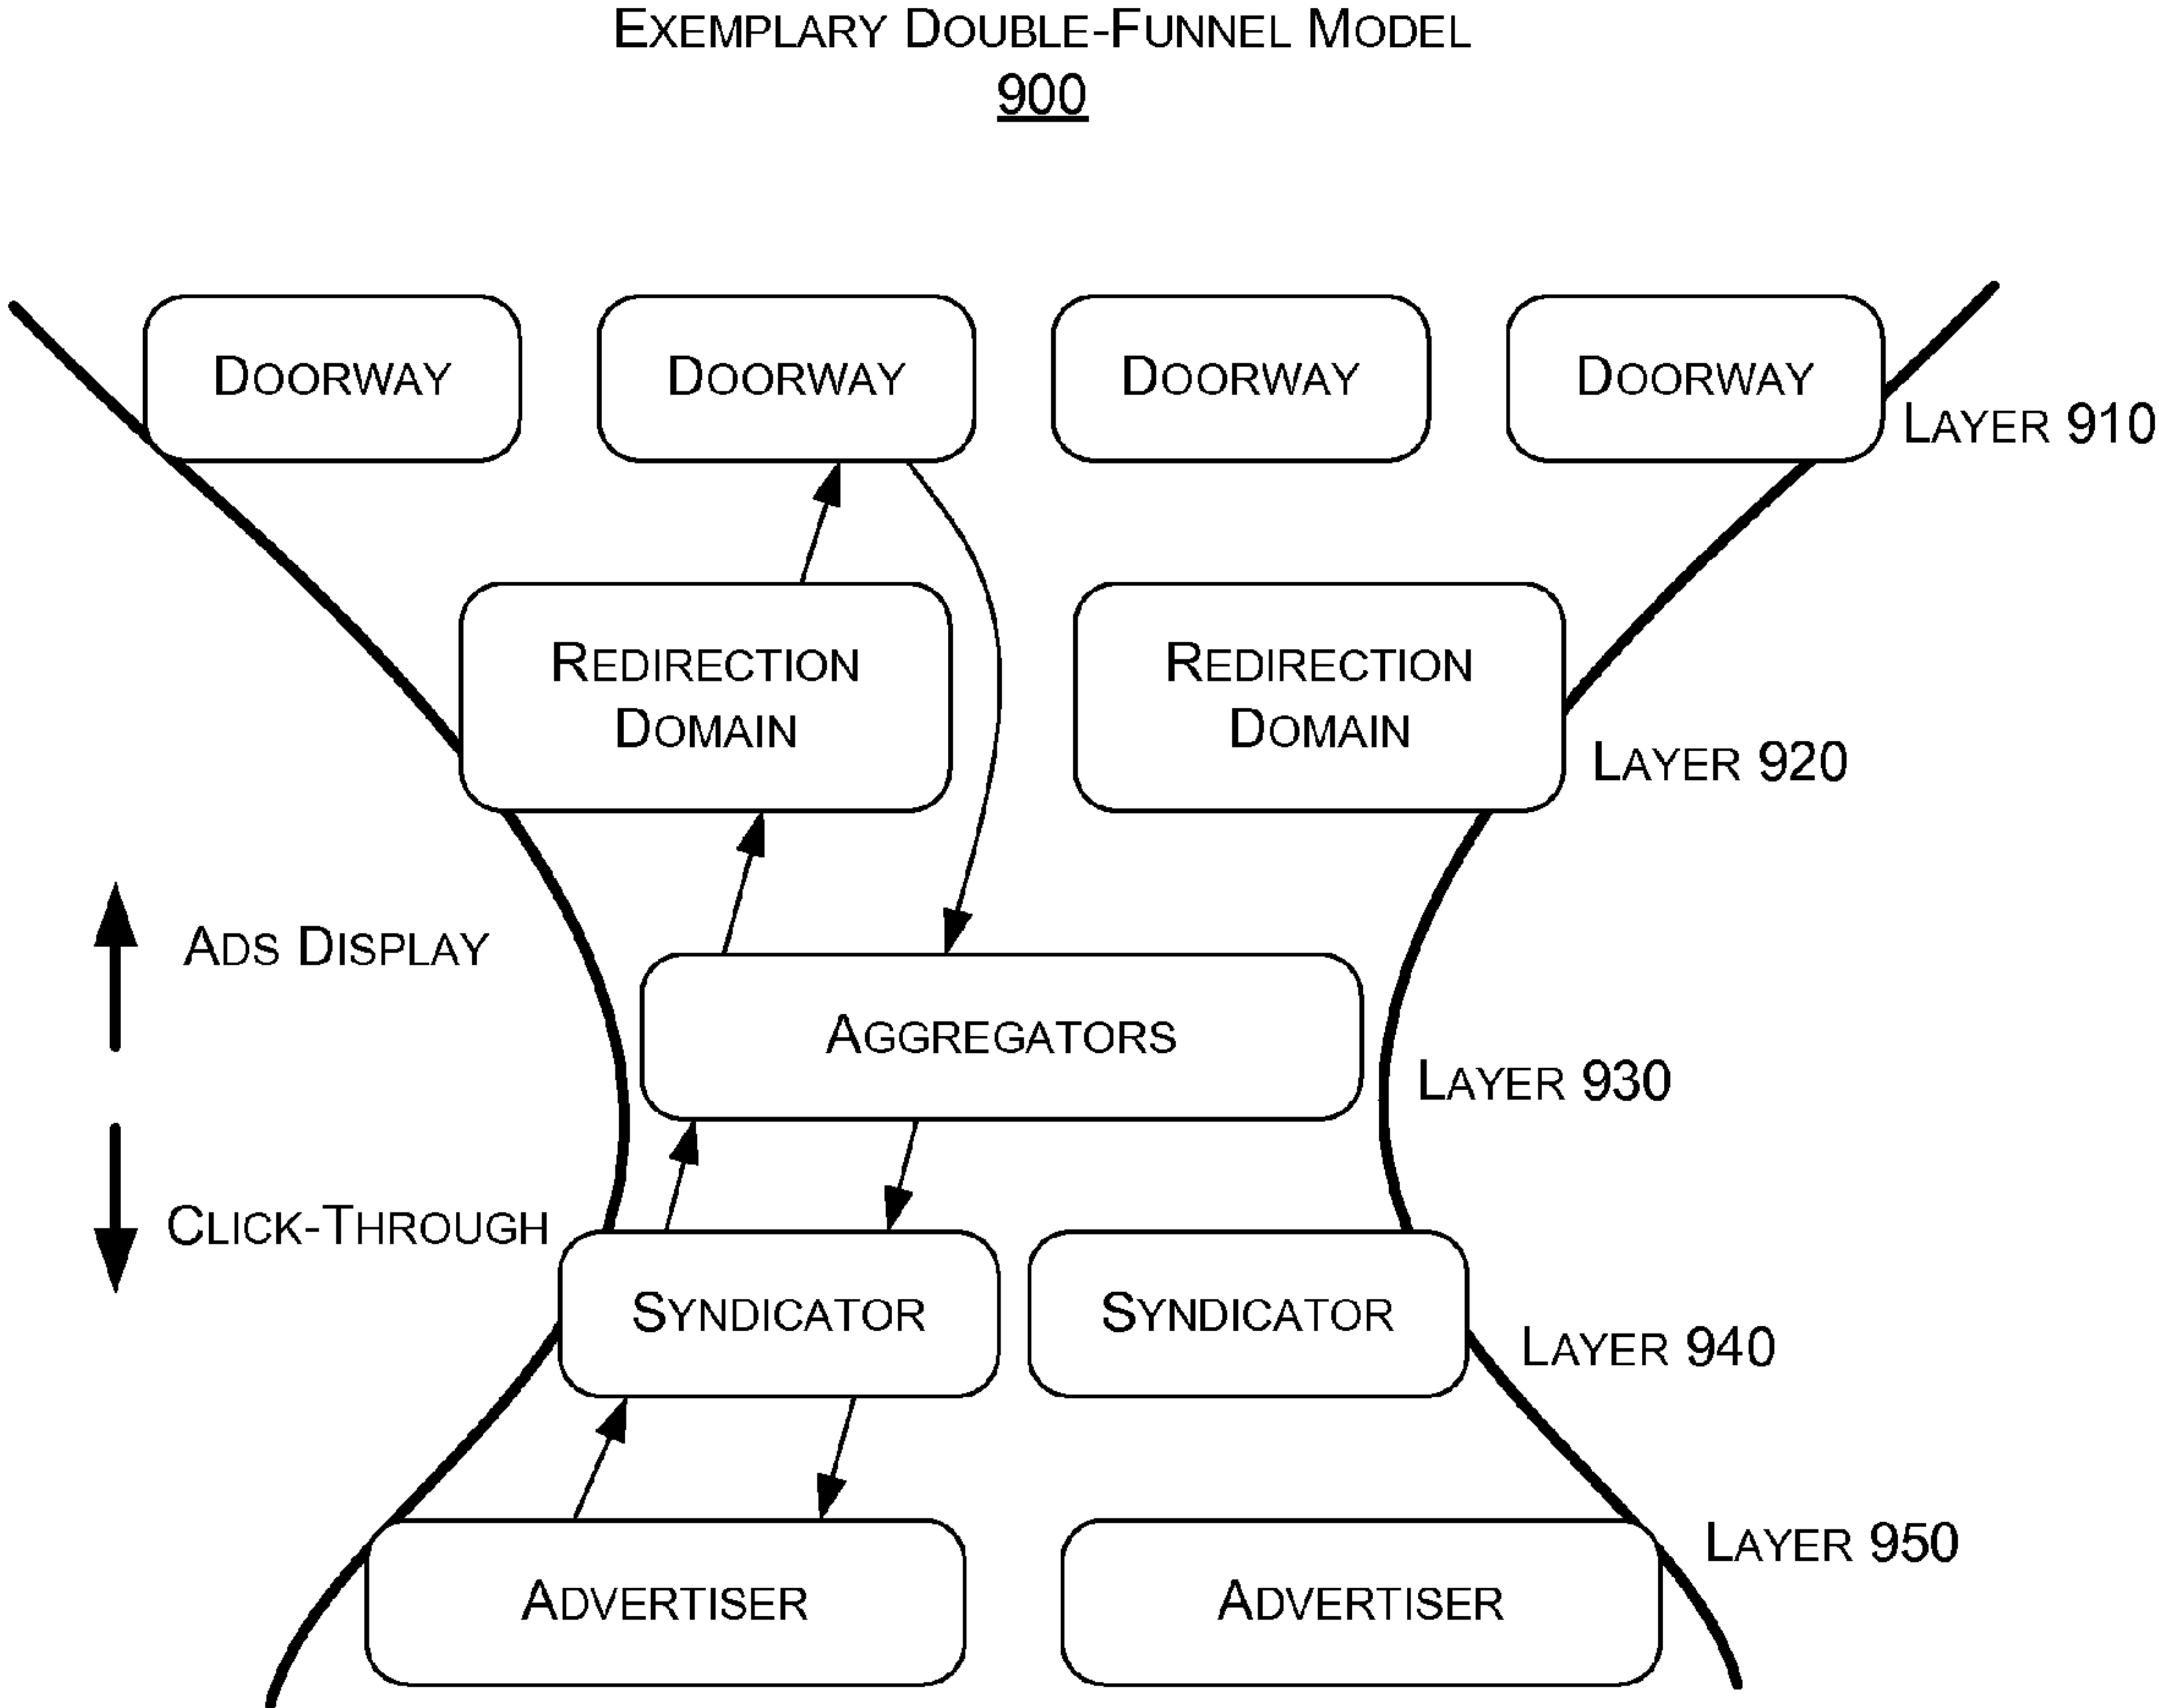 EXEMPLARY DOUBLE-FUNNEL MODEL
900
DOORWAY
DOORWAY
DOORWAY
DOORWAY
LAYER 910
REDIRECTION
DOMAIN
REDIRECTION
DOMAIN
LAYER 920
ADS DISPLAY
AGGREGATORS
LAYER 930
CLICK-THROUGH
SYNDICATOR
SYNDICATOR
LAYER 940
ADVERTISER
ADVERTISER
LAYER 950